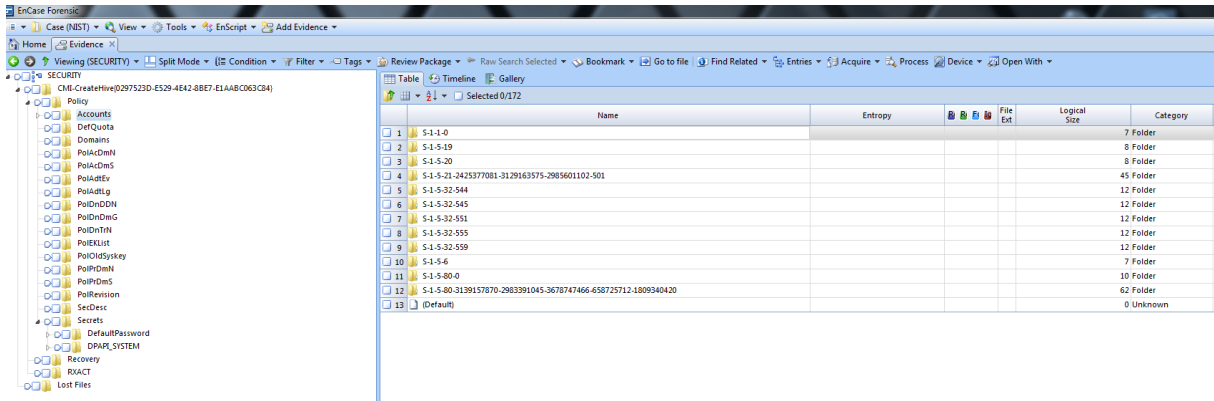 EnCase Forensic
Case (NIST) View Tools EnScript Add Evidence
Home Evidence
Viewing (SECURITY) Split Mode Condition Filter Tags Review Package Raw Search Selected Bookmark Go to file Find Related Entries Acquire Process Device Open With
SECURITY
CMI-CreateHive{0297523D-E529-4E42-8BE7-E1AABC063C84}
Policy
Accounts
DefQuota
Domains
PolAcDmN
PolAcDmS
PolAdtEv
PolAdtLg
PolDnDDN
PolDnDmG
PolDnTrN
PolEKList
PolOldSyskey
PolPrDmN
PolPrDmS
PolRevision
SecDesc
Secrets
DefaultPassword
DPAPI_SYSTEM
Recovery
RXACT
Lost Files
Table Timeline Gallery
Selected 0/172
Name Entropy File Ext Logical Size Category
1 S-1-1-0 7 Folder
2 S-1-5-19 8 Folder
3 S-1-5-20 8 Folder
4 S-1-5-21-2425377081-3129163575-2985601102-501 45 Folder
5 S-1-5-32-544 12 Folder
6 S-1-5-32-545 12 Folder
7 S-1-5-32-551 12 Folder
8 S-1-5-32-555 12 Folder
9 S-1-5-32-559 12 Folder
10 S-1-5-6 7 Folder
11 S-1-5-80-0 10 Folder
12 S-1-5-80-3139157870-2983391045-3678747466-658725712-1809340420 62 Folder
13 (Default) 0 Unknown